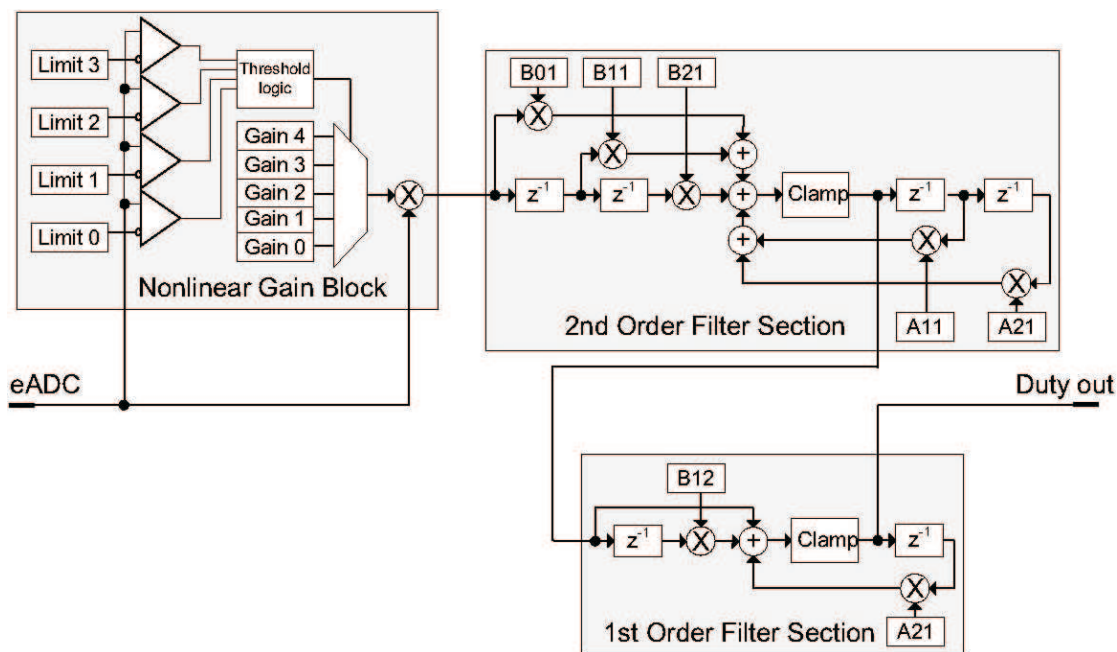 Limit 3
Limit 2
Limit 1
Limit 0
Threshold
logic
Gain 4
Gain 3
Gain 2
Gain 1
Gain 0
X
Nonlinear Gain Block
eADC
B01
B11
B21
X
X
X
z⁻¹
z⁻¹
+
+
+
Clamp
z⁻¹
z⁻¹
X
X
A11
A21
2nd Order Filter Section
Duty out
B12
z⁻¹
X
+
Clamp
z⁻¹
X
A21
1st Order Filter Section